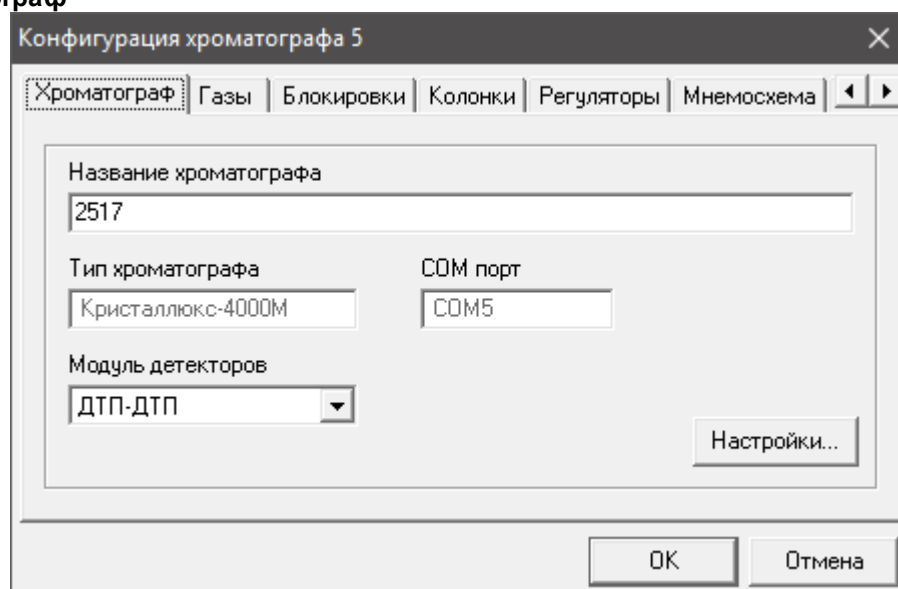 граф
Конфигурация хроматографа 5
Хроматограф Газы Блокировки Колонки Регуляторы Мнемосхема
Название хроматографа
2517
Тип хроматографа COM порт
Кристаллюкс-4000М COM5
Модуль детекторов
ДТП-ДТП
Настройки...
OK Отмена